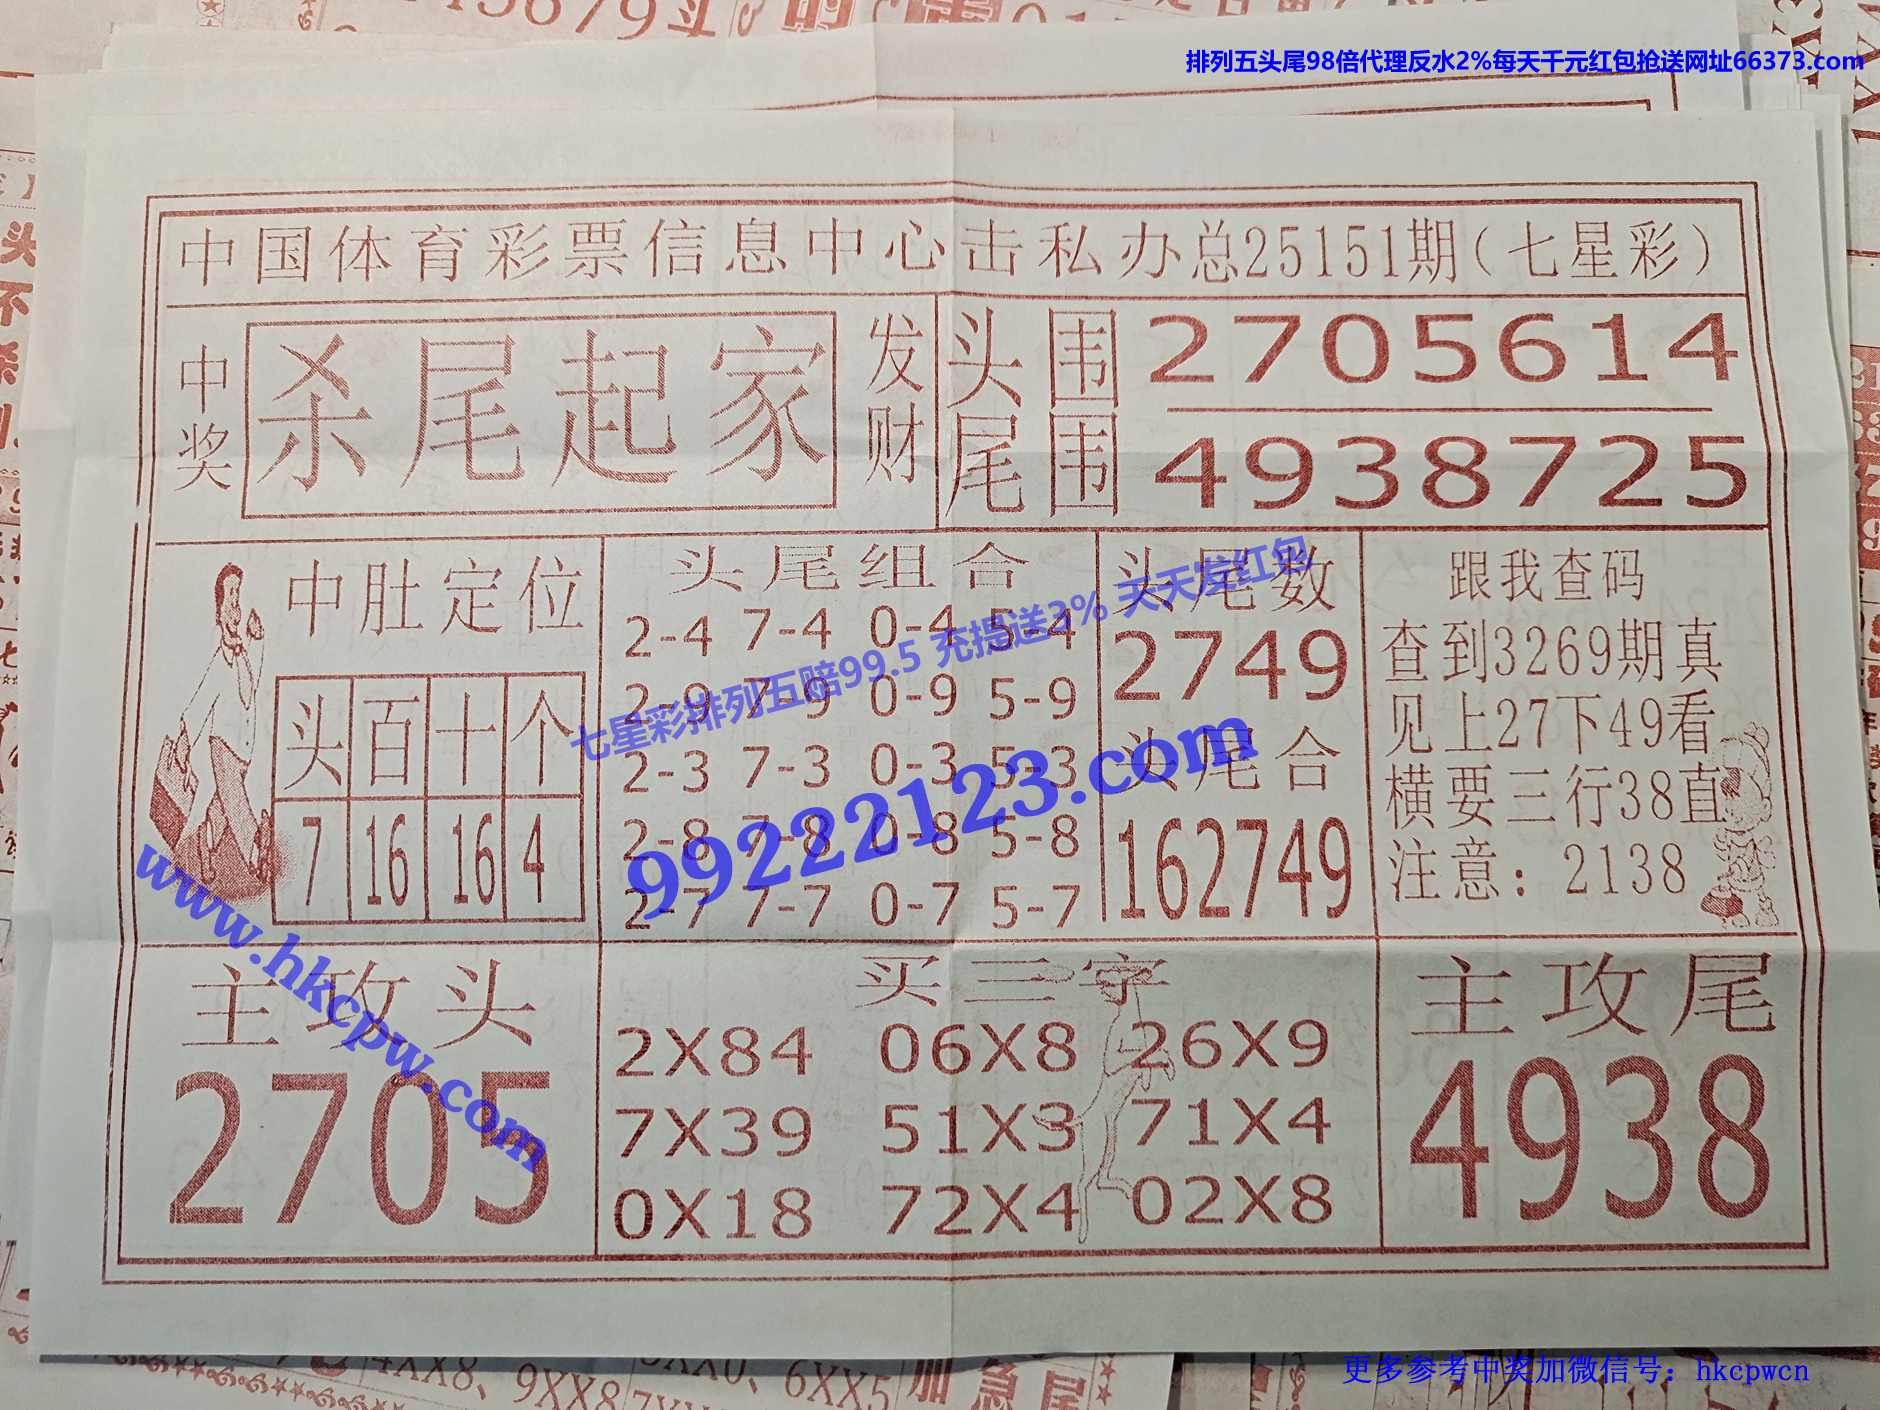 排列五头尾98倍代理反水2%每天千元红包抢送网址66373.com
中国体育彩票信息中心击私办总25151期(七星彩)
中奖
杀尾起家
发财
头围
2705614
尾围
4938725
中肚定位
头 百 十 个
7 16 16 4
头尾组合
2-4 7-4 0-4 5-4
2-9 7-9 0-9 5-9
2-3 7-3 0-3 5-3
2-8 7-8 0-8 5-8
2-7 7-7 0-7 5-7
头尾数
2749
头尾合
162749
跟我查码
查到3269期真
见上27下49看
横要三行38直
注意：2138
七星彩排列五赔99.5 充提送3% 天天发红包
99222123.com
www.hkcpw.com
主攻头
2705
买三字
2X84 06X8 26X9
7X39 51X3 71X4
0X18 72X4 02X8
主攻尾
4938
4XX8、9XX8
6XX5
更多参考中奖加微信号：hkcpwcn